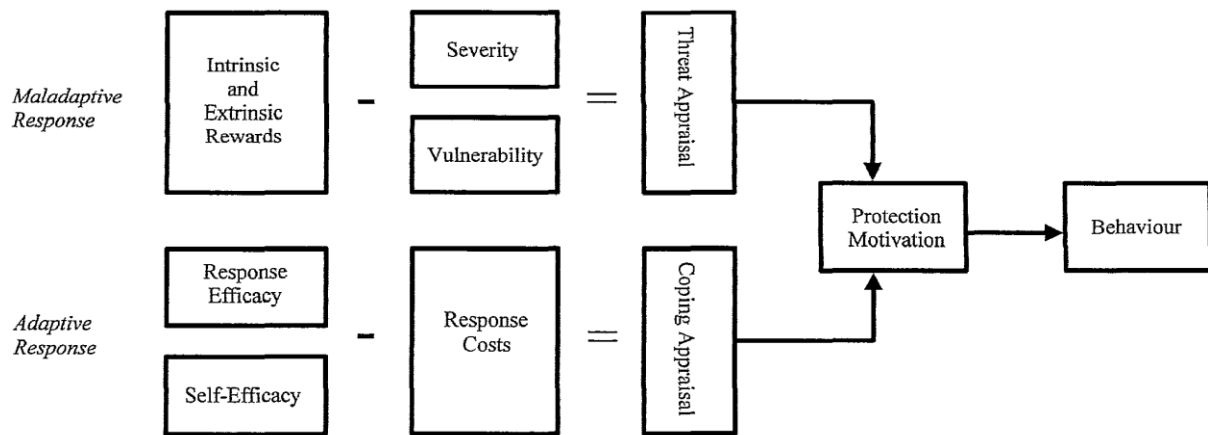 Maladaptive
Response
Intrinsic
and
Extrinsic
Rewards
-
Severity
Vulnerability
=
Threat Appraisal
Adaptive
Response
Response
Efficacy
Self-Efficacy
-
Response
Costs
=
Coping Appraisal
Protection
Motivation
Behaviour